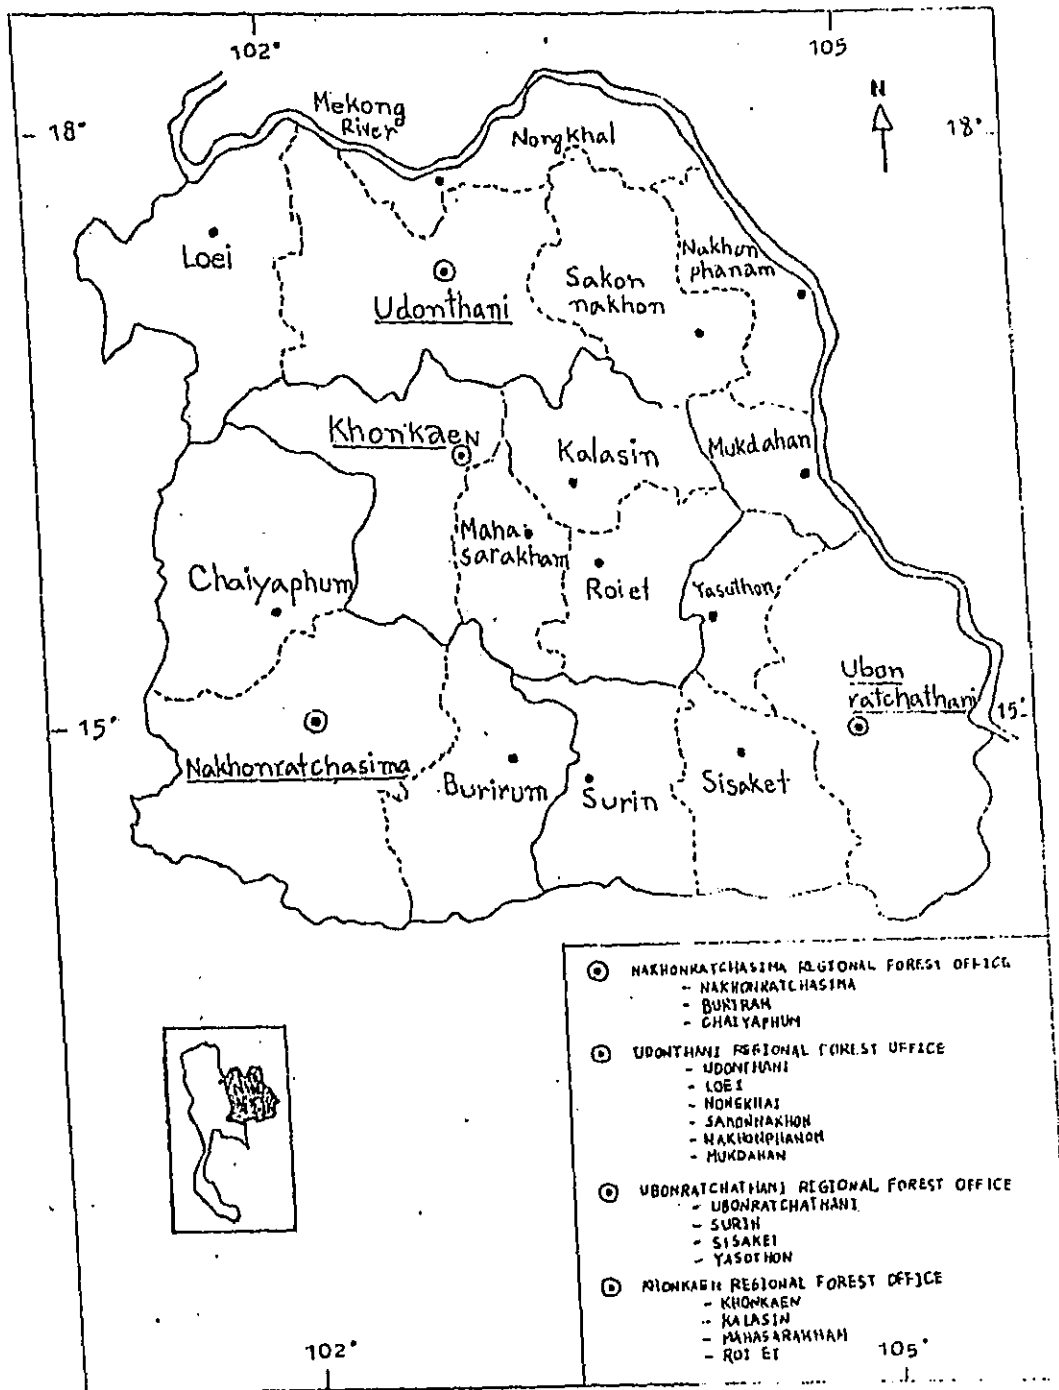 102°
105
Mekong
River
N
18°
18°
Nongkhal
Loei
Nakhon
phanam
Sakon
nakhon
Udonthani
Khonkaen
Kalasin
Mukdahan
Maha
sarakham
Chaiyaphum
Roiet
Yasuthon
Ubon
ratchathani
15°
15°
Nakhonratchasima
Burirum
Surin
Sisaket
NAKHONRATCHASIMA REGIONAL FOREST OFFICE
- NAKHONRATCHASIMA
- BURIRAM
- CHAIYAPHUM
UDONTHANI REGIONAL FOREST OFFICE
- UDONTHANI
- LOEI
- NONGKHAI
- SAKONNAKHON
- NAKHONPHANOM
- MUKDAHAN
UBONRATCHATHANI REGIONAL FOREST OFFICE
- UBONRATCHATHANI
- SURIN
- SISAKET
- YASOTHON
KHONKAEN REGIONAL FOREST OFFICE
- KHONKAEN
- KALASIN
- MAHASARAKHAM
- ROI ET
102°
105°